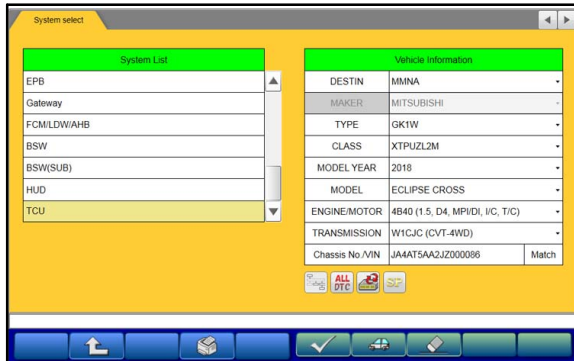 System select
System List
EPB
Gateway
FCM/LDW/AHB
BSW
BSW(SUB)
HUD
TCU
Vehicle Information
DESTIN MMNA
MAKER MITSUBISHI
TYPE GK1W
CLASS XTPUZL2M
MODEL YEAR 2018
MODEL ECLIPSE CROSS
ENGINE/MOTOR 4B40 (1.5, D4, MPI/DI, I/C, T/C)
TRANSMISSION W1CJC (CVT-4WD)
Chassis No./VIN JA4AT5AA2JZ000086 Match
ALL
DTC
SP